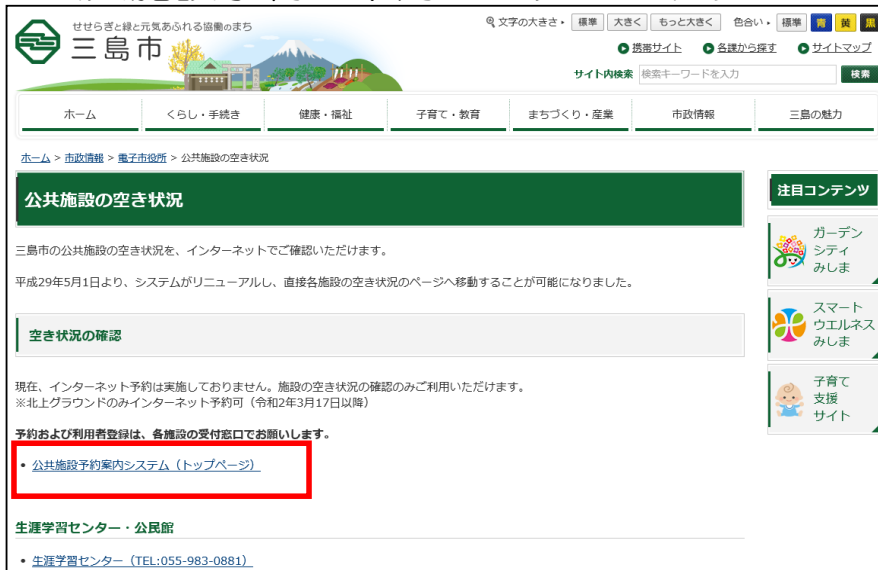 せせらぎと緑と元気あふれる協働のまち
三島市
文字の大きさ・ 標準 大きく もっと大きく 色合い・ 標準 青 黄 黒
携帯サイト 各課から探す サイトマップ
サイト内検索 検索キーワードを入力 検索
ホーム くらし・手続き 健康・福祉 子育て・教育 まちづくり・産業 市政情報 三島の魅力
ホーム > 市政情報 > 電子市役所 > 公共施設の空き状況
公共施設の空き状況
三島市の公共施設の空き状況を、インターネットでご確認いただけます。
平成29年5月1日より、システムがリニューアルし、直接各施設の空き状況のページへ移動することが可能になりました。
空き状況の確認
現在、インターネット予約は実施しておりません。施設の空き状況の確認のみご利用いただけます。
※北上グラウンドのみインターネット予約可（令和2年3月17日以降）
予約および利用者登録は、各施設の受付窓口でお願いします。
• 公共施設予約案内システム（トップページ）
生涯学習センター・公民館
• 生涯学習センター（TEL:055-983-0881）
注目コンテンツ
ガーデン
シティ
みしま
スマート
ウエルネス
みしま
子育て
支援
サイト